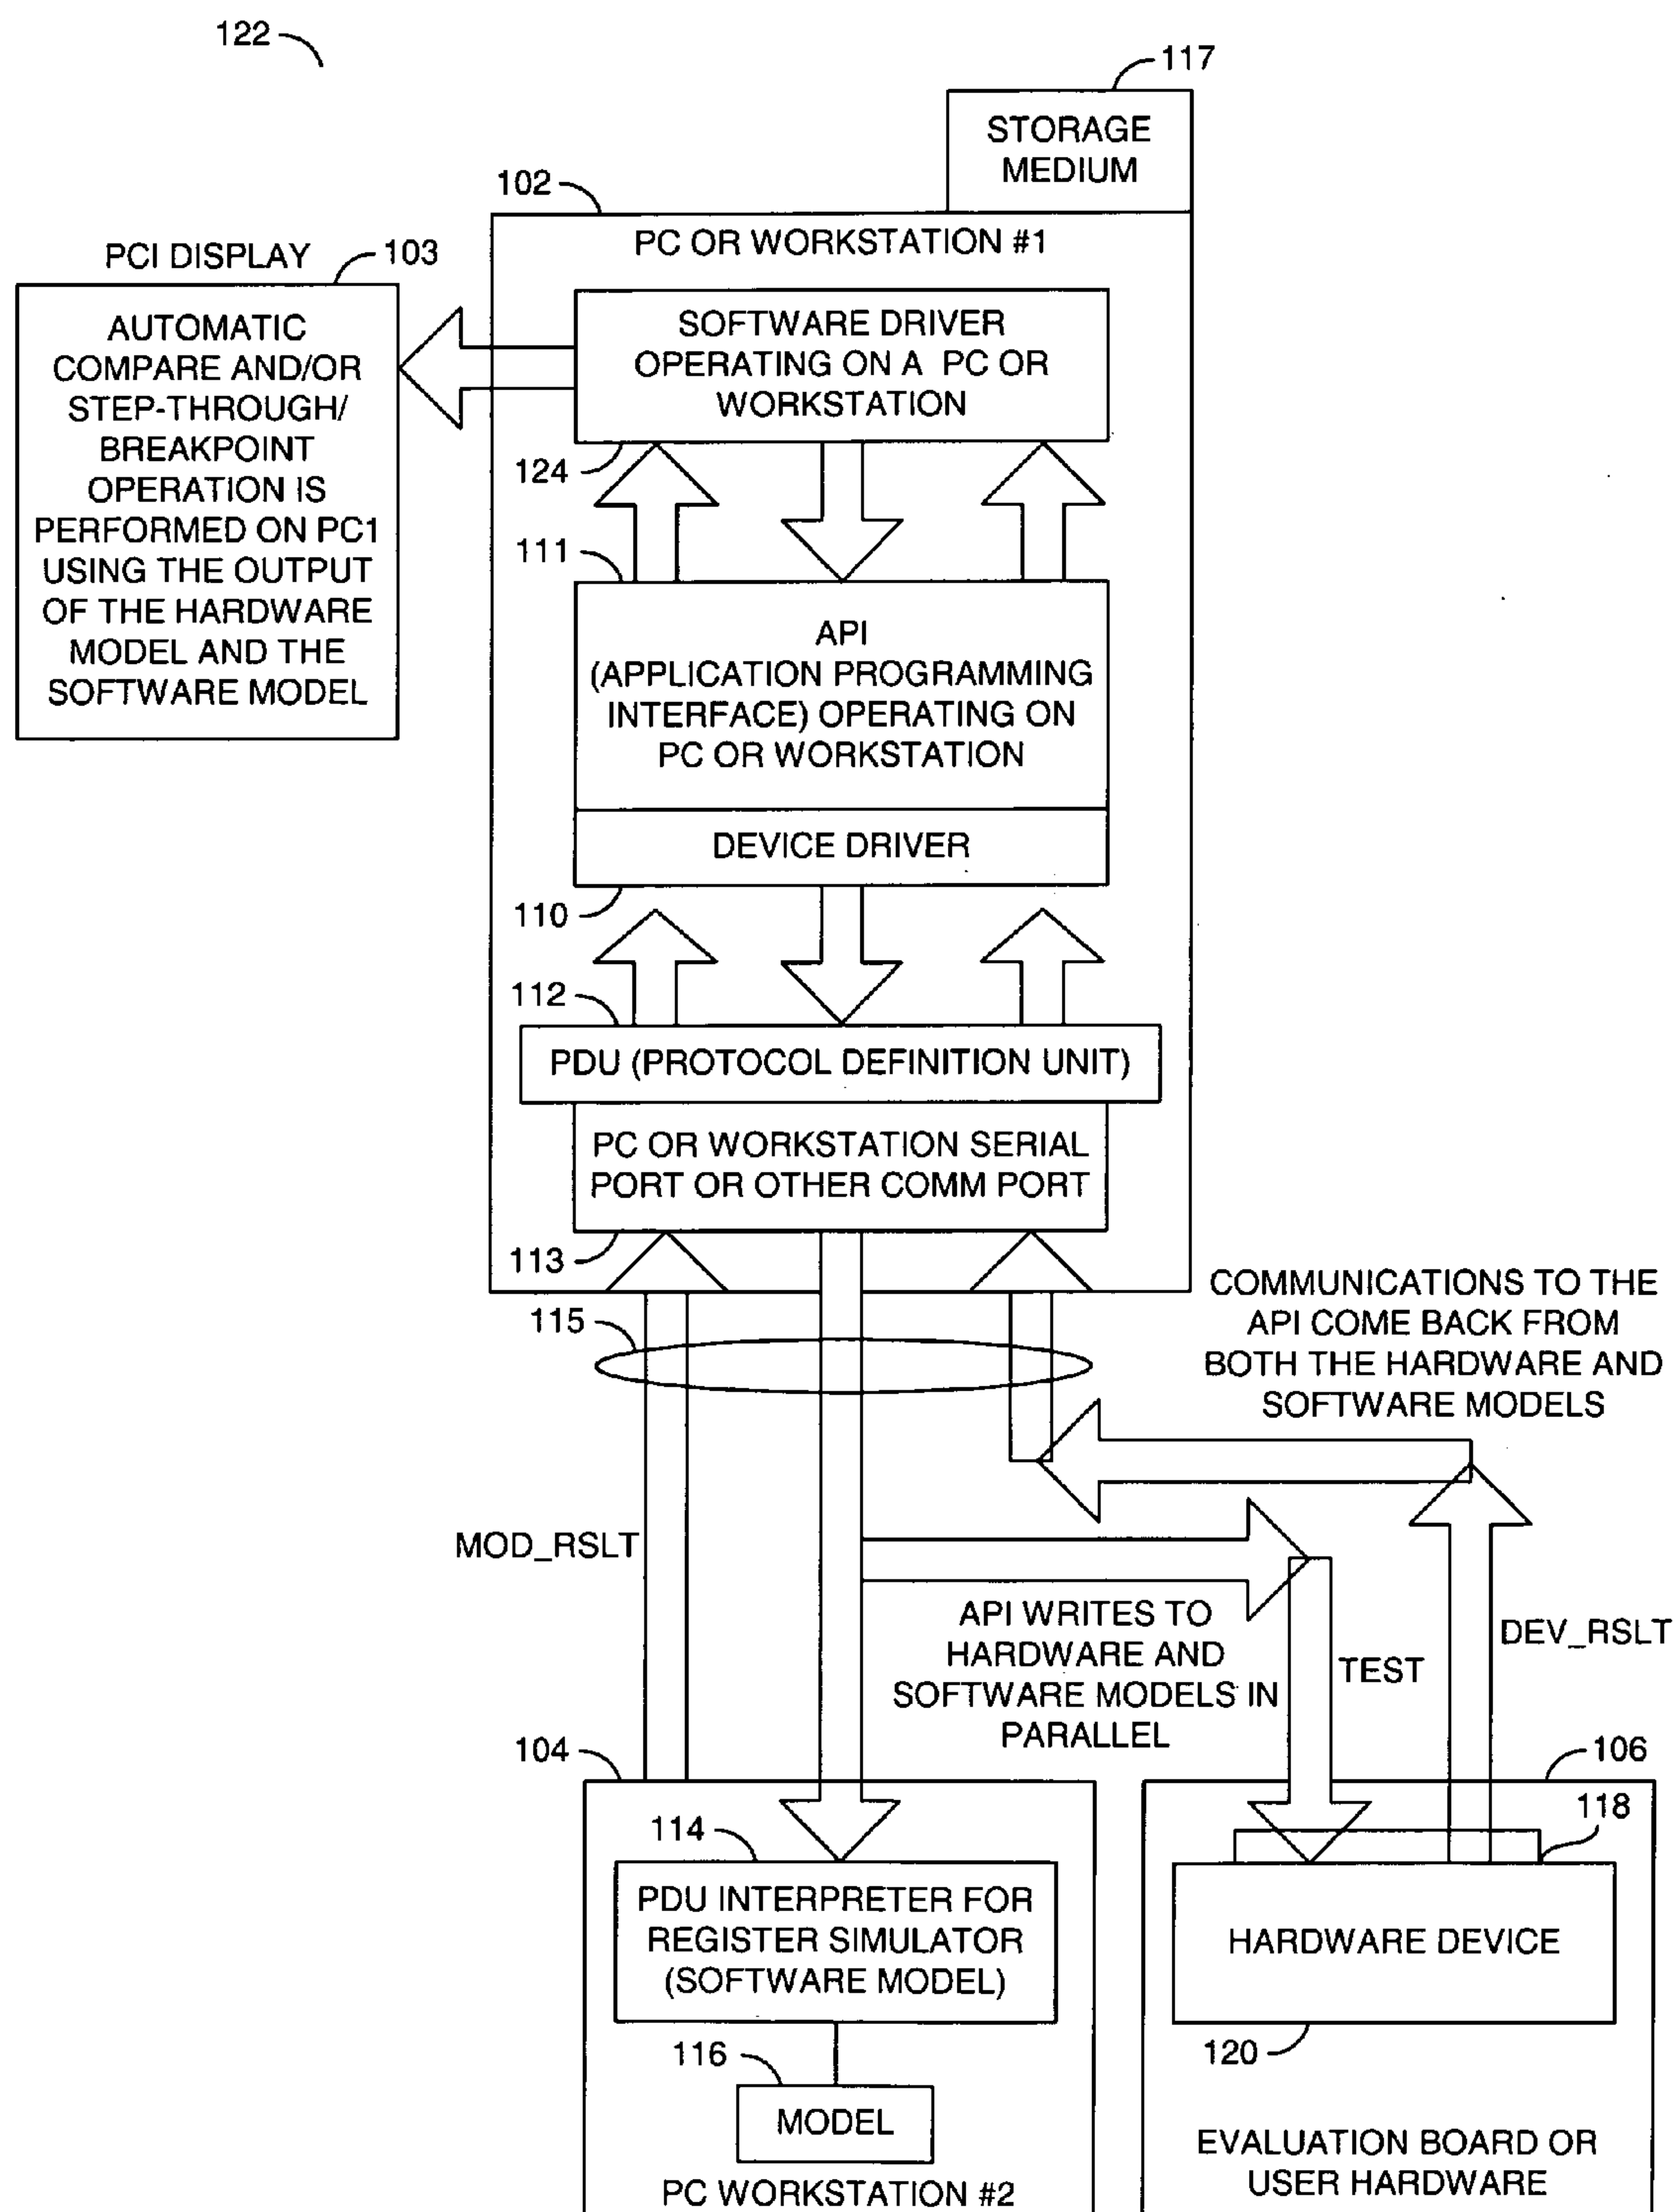 122
117
STORAGE
MEDIUM
102
PC OR WORKSTATION #1
PCI DISPLAY
103
AUTOMATIC
COMPARE AND/OR
STEP-THROUGH/
BREAKPOINT
OPERATION IS
PERFORMED ON PC1
USING THE OUTPUT
OF THE HARDWARE
MODEL AND THE
SOFTWARE MODEL
SOFTWARE DRIVER
OPERATING ON A PC OR
WORKSTATION
124
111
API
(APPLICATION PROGRAMMING
INTERFACE) OPERATING ON
PC OR WORKSTATION
DEVICE DRIVER
110
112
PDU (PROTOCOL DEFINITION UNIT)
PC OR WORKSTATION SERIAL
PORT OR OTHER COMM PORT
113
115
COMMUNICATIONS TO THE
API COME BACK FROM
BOTH THE HARDWARE AND
SOFTWARE MODELS
MOD_RSLT
API WRITES TO
HARDWARE AND
SOFTWARE MODELS IN
PARALLEL
TEST
DEV_RSLT
104
106
114
118
PDU INTERPRETER FOR
REGISTER SIMULATOR
(SOFTWARE MODEL)
HARDWARE DEVICE
116
120
MODEL
PC WORKSTATION #2
EVALUATION BOARD OR
USER HARDWARE